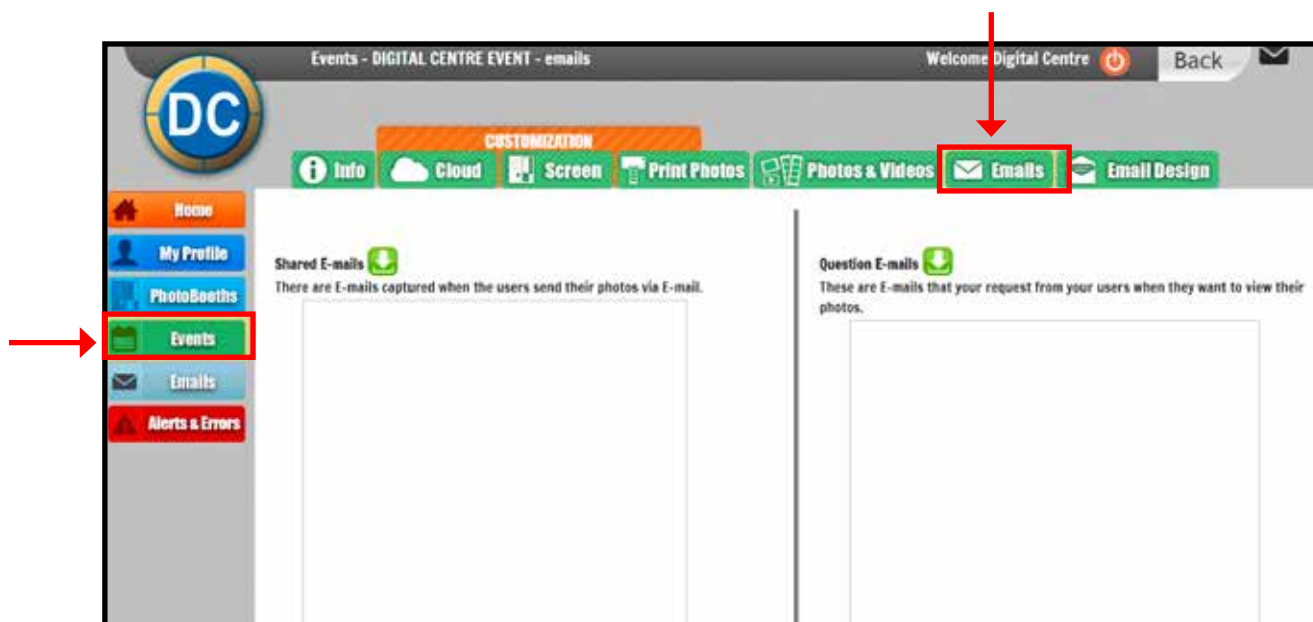 Events - DIGITAL CENTRE EVENT - emails
Welcome Digital Centre
Back
DC
CUSTOMIZATION
Info
Cloud
Screen
Print Photos
Photos & Videos
Emails
Email Design
Home
My Profile
PhotoBooths
Events
Emails
Alerts & Errors
Shared E-mails
There are E-mails captured when the users send their photos via E-mail.
Question E-mails
These are E-mails that your request from your users when they want to view their
photos.